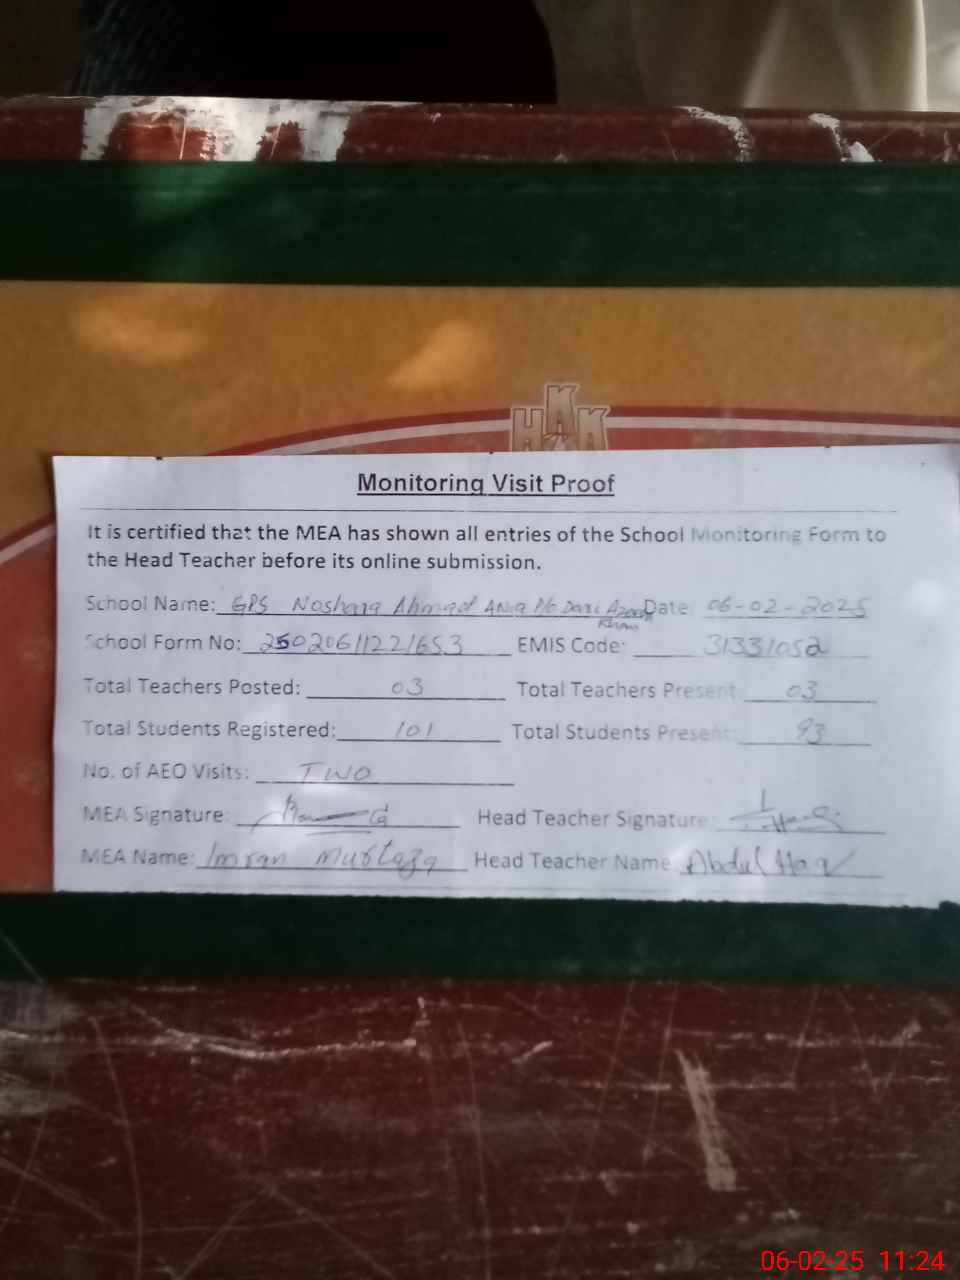 HKK
Monitoring Visit Proof
It is certified that the MEA has shown all entries of the School Monitoring Form to
the Head Teacher before its online submission.
School Name: GPS Noshara Ahmad Date 06-02-2025
Khan
School Form No: 25020611221653 EMIS Code: 31331052
Total Teachers Posted: 03 Total Teachers Present: 03
Total Students Registered: 101 Total Students Present: 93
No. of AEO Visits: TWO
MEA Signature: Head Teacher Signature:
MEA Name: Imran Murtaza Head Teacher Name Abdul Haq
06-02-25 11:24